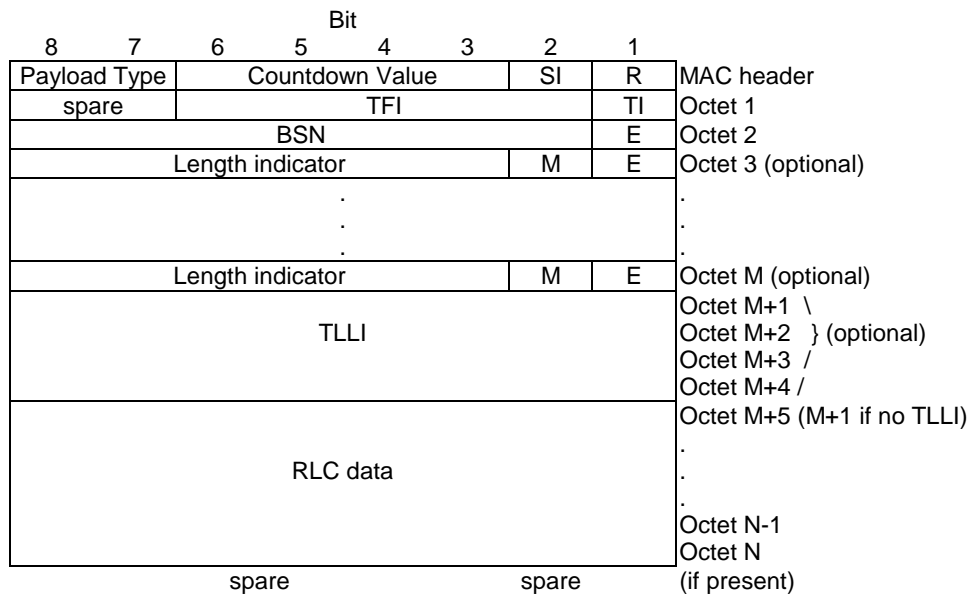 Bit
8 7 6 5 4 3 2 1
Payload Type Countdown Value SI R MAC header
spare TFI TI Octet 1
BSN E Octet 2
Length indicator M E Octet 3 (optional)
. .
. .
. .
Length indicator M E Octet M (optional)
Octet M+1 \
TLLI Octet M+2 } (optional)
Octet M+3 /
Octet M+4 /
Octet M+5 (M+1 if no TLLI)
.
RLC data .
.
Octet N-1
Octet N
spare spare (if present)